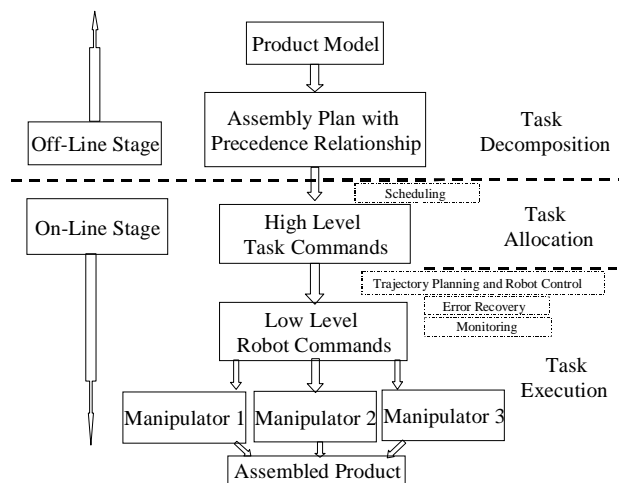 Product Model
Assembly Plan with
Precedence Relationship
Off-Line Stage
Task
Decomposition
Scheduling
On-Line Stage
High Level
Task Commands
Task
Allocation
Trajectory Planning and Robot Control
Error Recovery
Monitoring
Low Level
Robot Commands
Task
Execution
Manipulator 1
Manipulator 2
Manipulator 3
Assembled Product